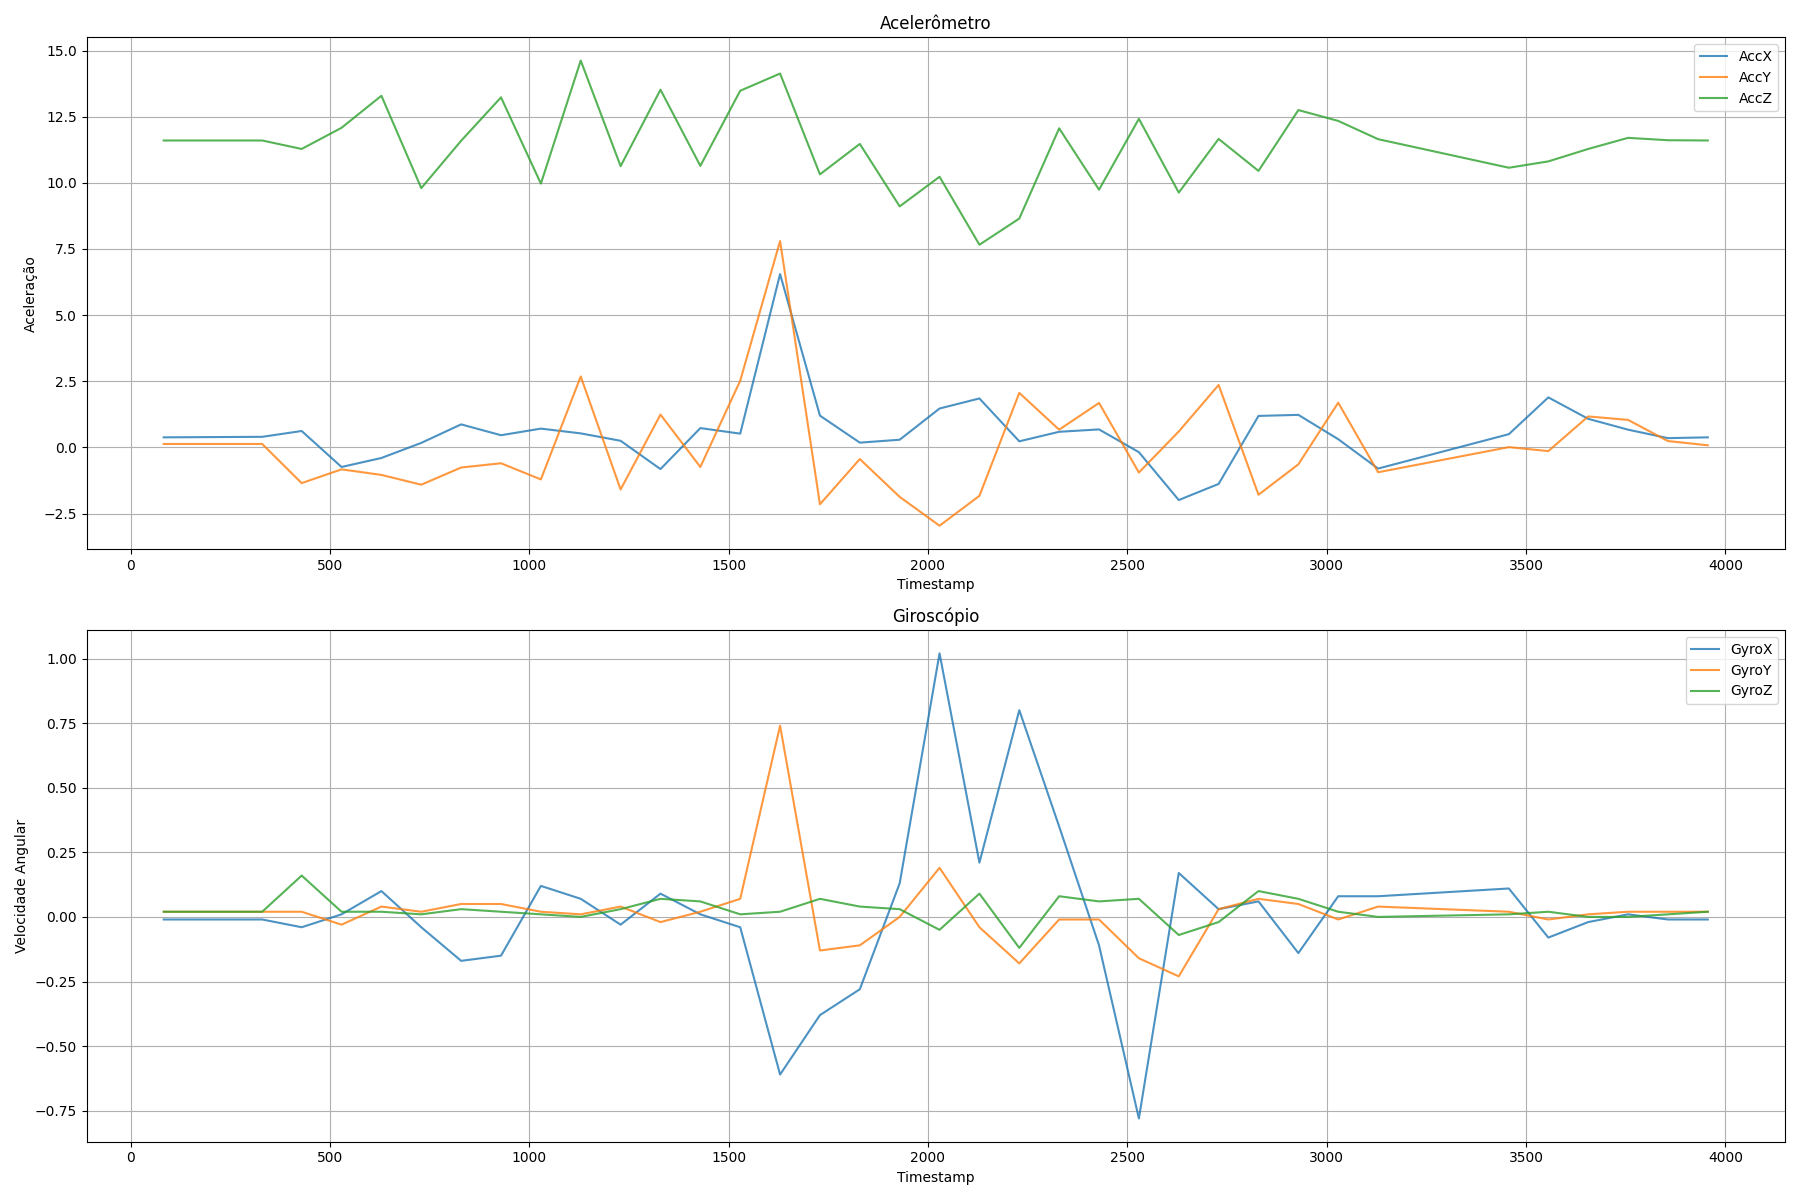 Acelerômetro
15.0
12.5
10.0
7.5
5.0
2.5
0.0
−2.5
Aceleração
AccX
AccY
AccZ
0 500 1000 1500 2000 2500 3000 3500 4000
Timestamp
Giroscópio
1.00
0.75
0.50
0.25
0.00
−0.25
−0.50
−0.75
Velocidade Angular
GyroX
GyroY
GyroZ
0 500 1000 1500 2000 2500 3000 3500 4000
Timestamp